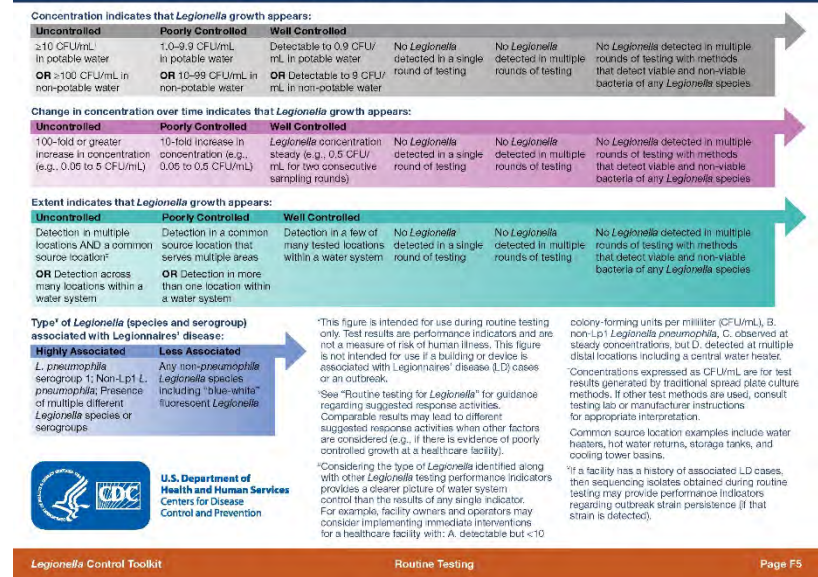 Concentration indicates that Legionella growth appears:
Uncontrolled Poorly Controlled Well Controlled
≥10 CFU/mL
in potable water
OR ≥100 CFU/mL in
non-potable water
1.0–9.9 CFU/mL
in potable water
OR 10–99 CFU/mL in
non-potable water
Detectable to 0.9 CFU/
mL in potable water
OR Detectable to 9 CFU/
mL in non-potable water
No Legionella
detected in a single
round of testing
No Legionella
detected in multiple
rounds of testing
No Legionella detected in multiple
rounds of testing with methods
that detect viable and non-viable
bacteria of any Legionella species
Change in concentration over time indicates that Legionella growth appears:
Uncontrolled Poorly Controlled Well Controlled
100-fold or greater
increase in concentration
(e.g., 0.05 to 5 CFU/mL)
10-fold increase in
concentration (e.g.,
0.05 to 0.5 CFU/mL)
Legionella concentration
steady (e.g., 0.5 CFU/
mL for two consecutive
sampling rounds)
No Legionella
detected in a single
round of testing
No Legionella
detected in multiple
rounds of testing
No Legionella detected in multiple
rounds of testing with methods
that detect viable and non-viable
bacteria of any Legionella species
Extent indicates that Legionella growth appears:
Uncontrolled Poorly Controlled Well Controlled
Detection in multiple
locations AND a common
source location
OR Detection across
many locations within a
water system
Detection in a common
source location that
serves multiple areas
OR Detection in more
than one location within
a water system
Detection in a few of
many tested locations
within a water system
No Legionella
detected in a single
round of testing
No Legionella
detected in multiple
rounds of testing
No Legionella detected in multiple
rounds of testing with methods
that detect viable and non-viable
bacteria of any Legionella species
Type of Legionella (species and serogroup)
associated with Legionnaires' disease:
Highly Associated Less Associated
L. pneumophila
serogroup 1; Non-Lp1 L.
pneumophila; Presence
of multiple different
Legionella species or
serogroups
Any non-pneumophila
Legionella species
including "blue-white"
fluorescent Legionella
CDC
U.S. Department of
Health and Human Services
Centers for Disease
Control and Prevention
This figure is intended for use during routine testing
only. Test results are performance indicators and are
not a measure of risk of human illness. This figure
is not intended for use if a building or device is
associated with Legionnaires' disease (LD) cases
or an outbreak.
See "Routine testing for Legionella" for guidance
regarding suggested response activities.
Comparable results may lead to different
suggested response activities when other factors
are considered (e.g., if there is evidence of poorly
controlled growth at a healthcare facility).
Considering the type of Legionella identified along
with other Legionella testing performance indicators
provides a clearer picture of water system
control than the results of any single indicator.
For example, facility owners and operators may
consider implementing immediate interventions
for a healthcare facility with: A. detectable but <10
colony-forming units per milliliter (CFU/mL), B.
non-Lp1 Legionella pneumophila, C. observed at
steady concentrations, but D. detected at multiple
distal locations including a central water heater.
Concentrations expressed as CFU/mL are for test
results generated by traditional spread plate culture
methods. If other test methods are used, consult
testing lab or manufacturer instructions
for appropriate interpretation.
Common source location examples include water
heaters, hot water returns, storage tanks, and
cooling tower basins.
If a facility has a history of associated LD cases,
then sequencing isolates obtained during routine
testing may provide performance indicators
regarding outbreak strain persistence (if that
strain is detected).
Legionella Control Toolkit Routine Testing Page F5